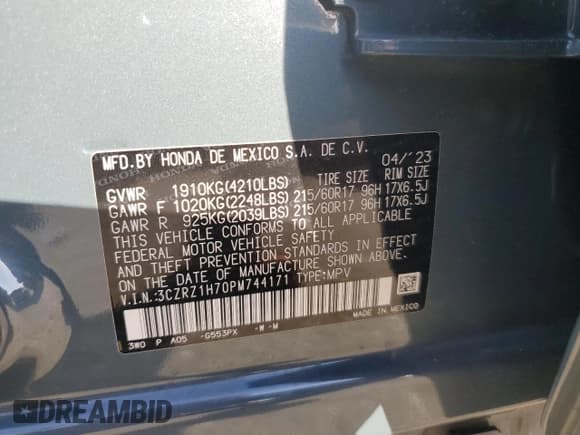 MFD.BY HONDA DE MEXICO S.A. DE C.V.
04/'23
TIRE SIZE RIM SIZE
GVWR 1910KG(4210LBS)
GAWR F 1020KG(2248LBS) 215/60R17 96H 17X6.5J
GAWR R 925KG(2039LBS) 215/60R17 96H 17X6.5J
THIS VEHICLE CONFORMS TO ALL APPLICABLE
FEDERAL MOTOR VEHICLE SAFETY
AND THEFT PREVENTION STANDARDS IN EFFECT
ON THE DATE OF MANUFACTURE SHOWN ABOVE.
V.I.N.:3CZRZ1H70PM744171 TYPE:MPV
3W0 P A05 -G553PX -W -M
MADE IN MEXICO
DREAMBID